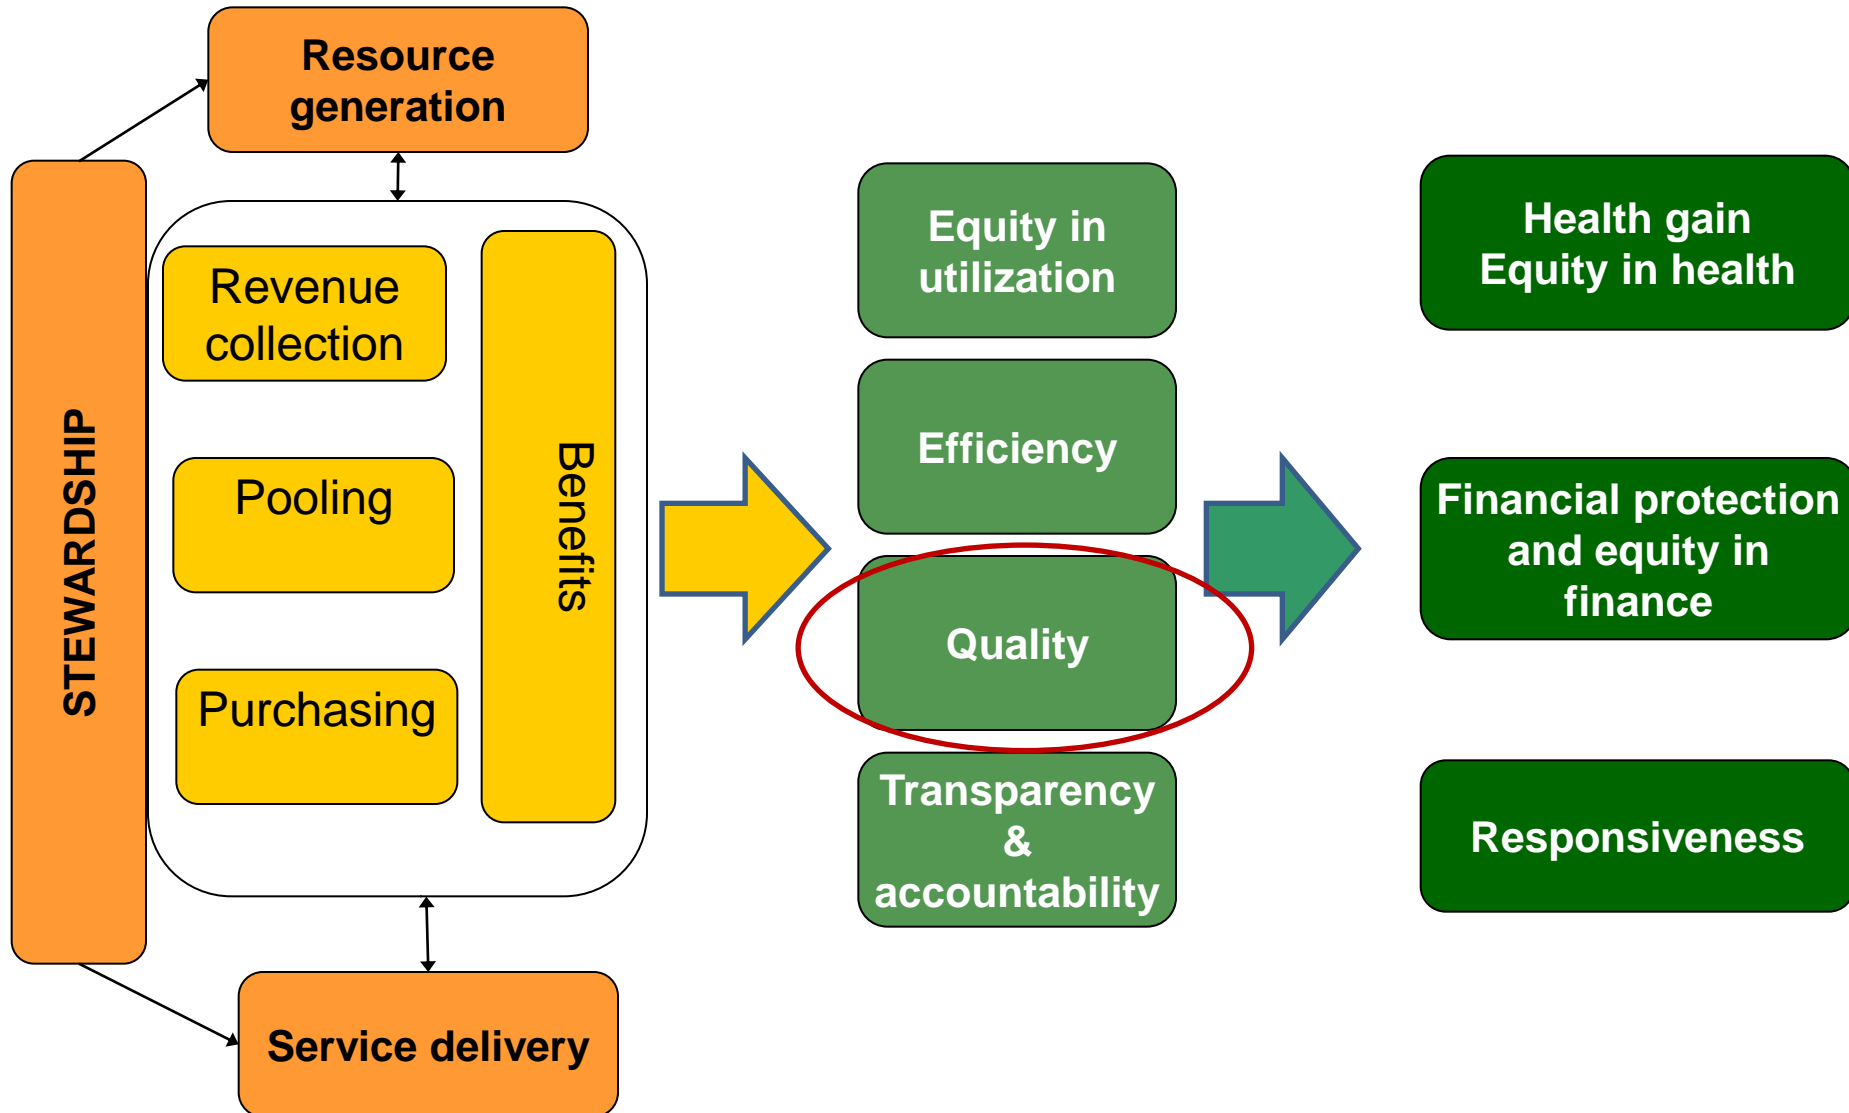 Resource
generation
STEWARDSHIP
Revenue
collection
Pooling
Purchasing
Benefits
Service delivery
Equity in
utilization
Efficiency
Quality
Transparency
&
accountability
Health gain
Equity in health
Financial protection
and equity in
finance
Responsiveness